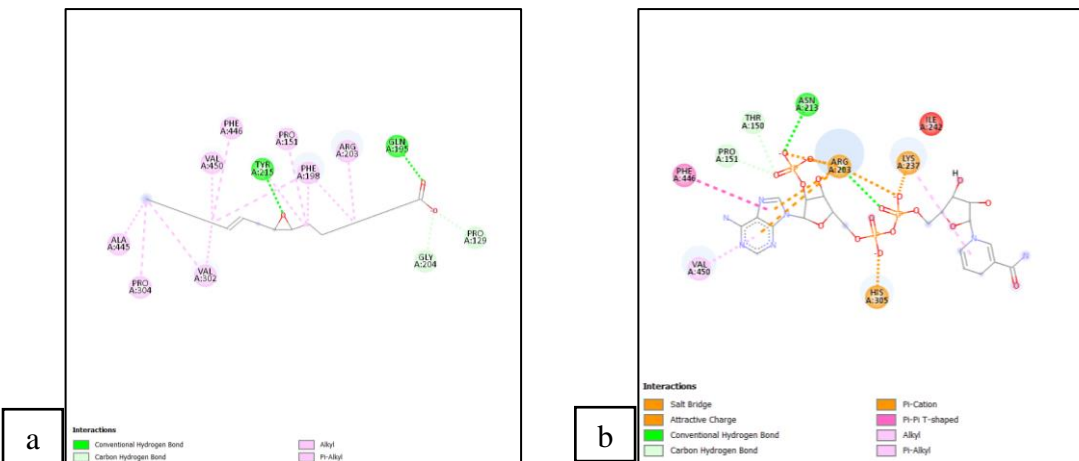 PHE
A:446
PRO
A:151
ARG
A:203
GLN
A:195
VAL
A:450
TYR
A:215
PHE
A:198
ALA
A:445
PRO
A:304
VAL
A:302
GLY
A:204
PRO
A:129
Interactions
Conventional Hydrogen Bond
Carbon Hydrogen Bond
Alkyl
Pi-Alkyl
a
ASN
A:213
THR
A:150
ILE
A:242
PRO
A:151
ARG
A:203
LYS
A:237
PHE
A:446
H
O
O
P
O
O
N
N
N
N
N
O
O
P
O
P
O
O
O
O
N
N
O
VAL
A:450
HIS
A:305
Interactions
Salt Bridge
Attractive Charge
Conventional Hydrogen Bond
Carbon Hydrogen Bond
Pi-Cation
Pi-Pi T-shaped
Alkyl
Pi-Alkyl
b